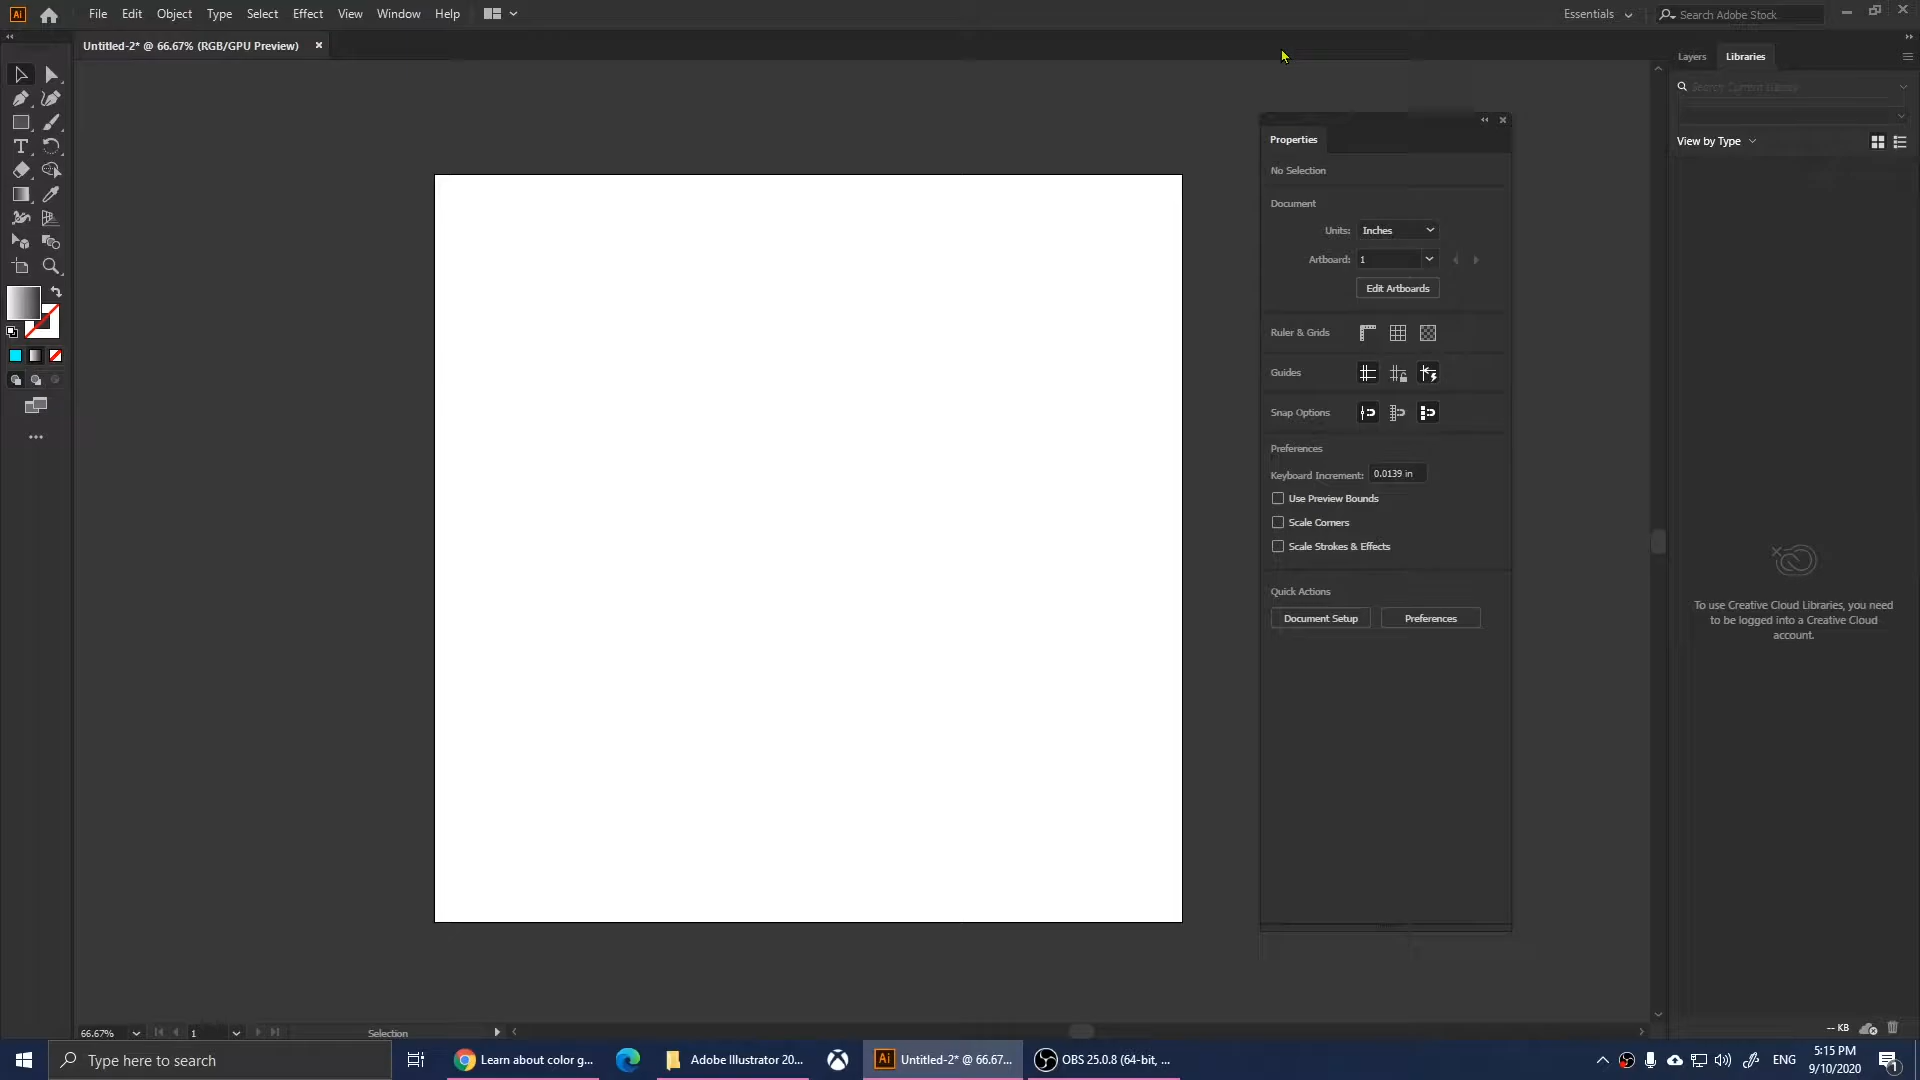 Ai File Edit Object Type Select Effect View Window Help Essentials Search Adobe Stock
Untitled-2* @ 66.67% (RGB/GPU Preview)
Layers Libraries
Search Current Library
View by Type
Properties
No Selection
Document
Units: Inches
Artboard: 1
Edit Artboards
Ruler & Grids
Guides
Snap Options
Preferences
Keyboard Increment: 0.0139 in
Use Preview Bounds
Scale Corners
Scale Strokes & Effects
Quick Actions
Document Setup Preferences
To use Creative Cloud Libraries, you need
to be logged into a Creative Cloud
account.
-- KB
66.67% 1 Selection
Type here to search Learn about color g... Adobe Illustrator 20... Ai Untitled-2* @ 66.67... OBS 25.0.8 (64-bit, ... ENG
5:15 PM
9/10/2020
1